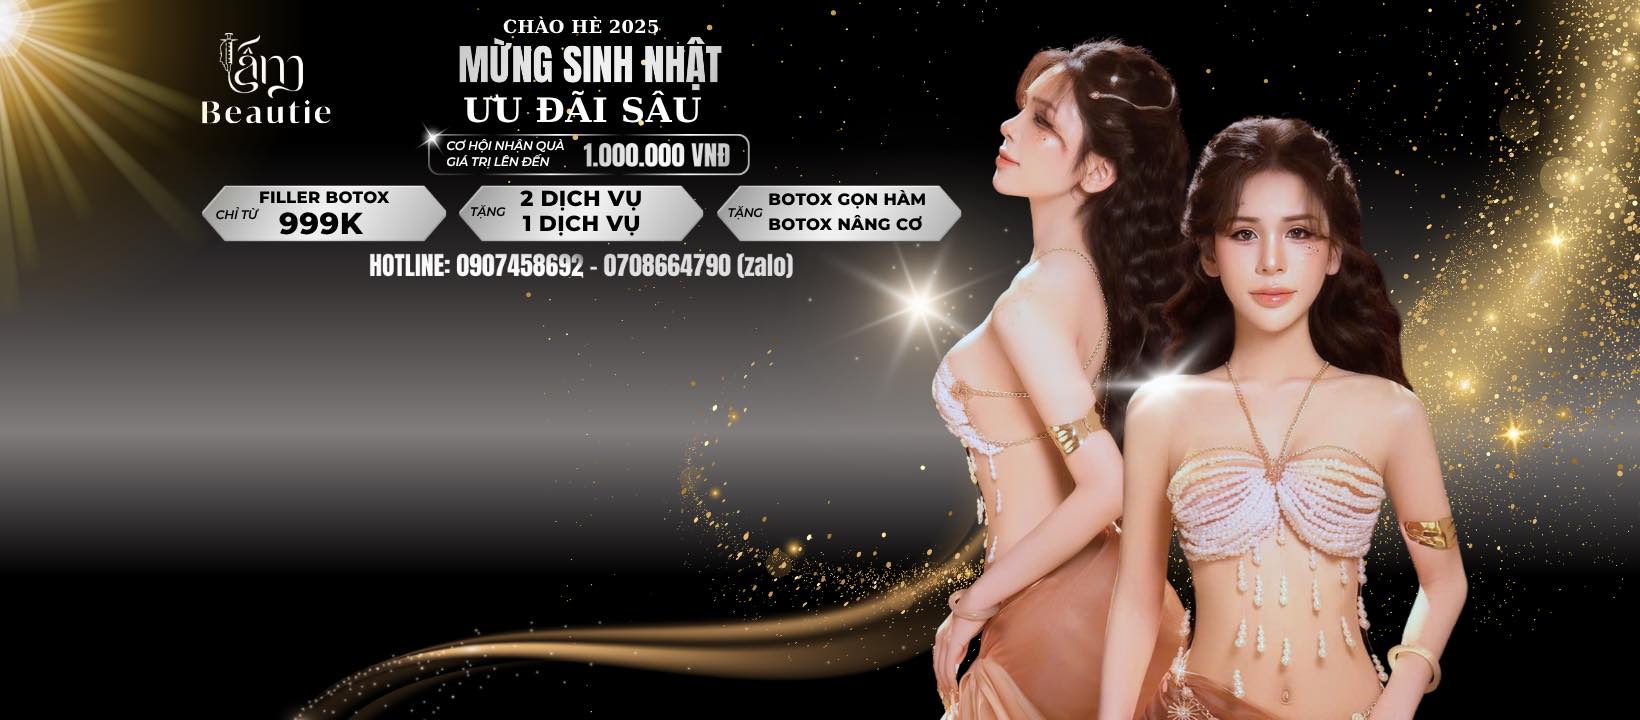 Tấm
Beautie
CHÀO HÈ 2025
MỪNG SINH NHẬT
ƯU ĐÃI SÂU
CƠ HỘI NHẬN QUÀ
GIÁ TRỊ LÊN ĐẾN
1.000.000 VNĐ
CHỈ TỪ
FILLER BOTOX
999K
TẶNG
2 DỊCH VỤ
1 DỊCH VỤ
TẶNG
BOTOX GỌN HÀM
BOTOX NÂNG CƠ
HOTLINE: 0907458692 - 0708664790 (zalo)